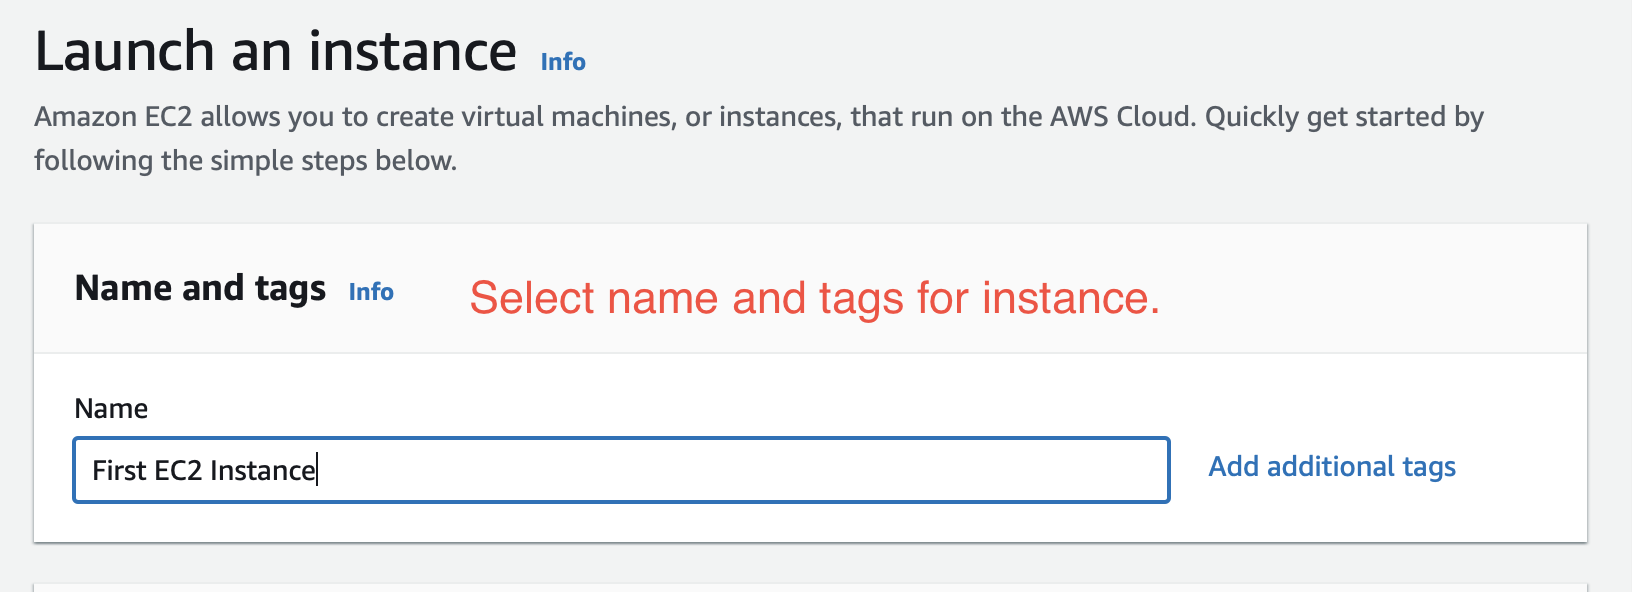 Launch an instance Info
Amazon EC2 allows you to create virtual machines, or instances, that run on the AWS Cloud. Quickly get started by
following the simple steps below.
Name and tags Info Select name and tags for instance.
Name
First EC2 Instance Add additional tags